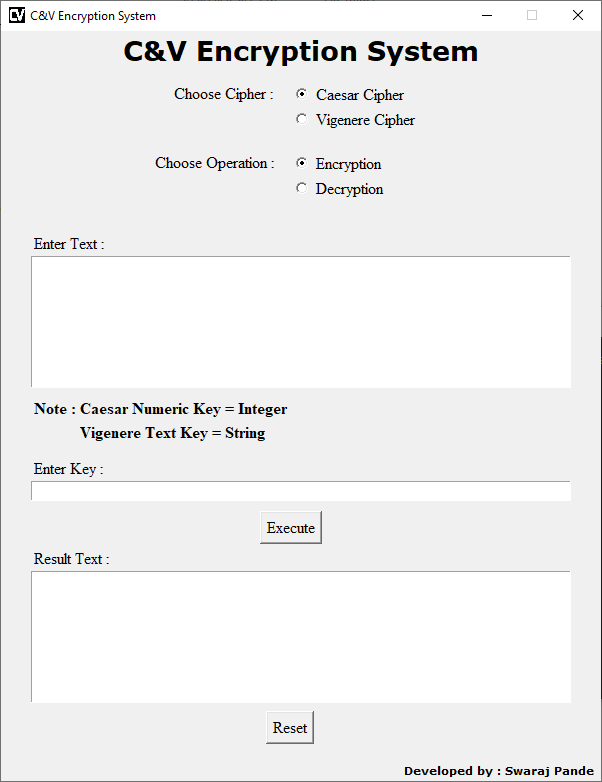 CV C&V Encryption System
C&V Encryption System
Choose Cipher : Caesar Cipher
Vigenere Cipher
Choose Operation : Encryption
Decryption
Enter Text :
Note : Caesar Numeric Key = Integer
Vigenere Text Key = String
Enter Key :
Execute
Result Text :
Reset
Developed by : Swaraj Pande